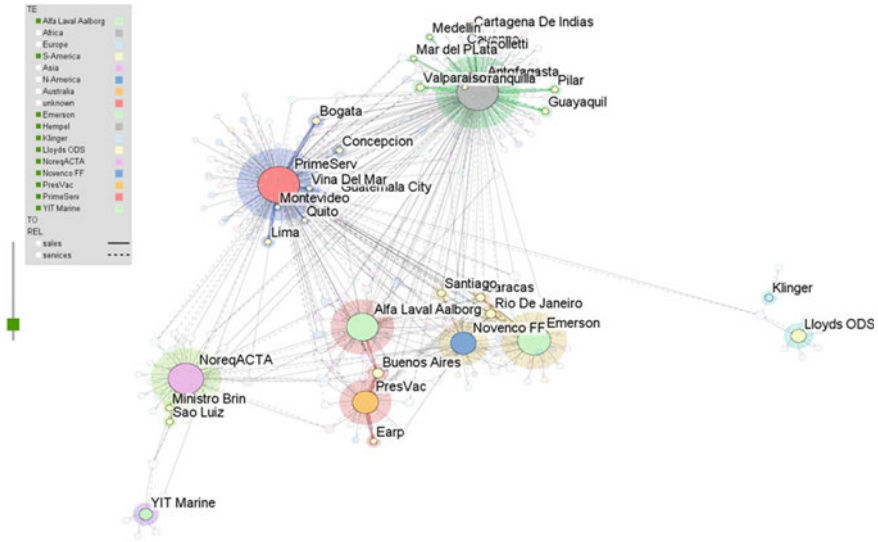 TE
Alfa Laval Aalborg
Africa
Europe
S-America
Asia
N-America
Australia
unknown
Emerson
Hempel
Klinger
Lloyds ODS
NoreqACTA
Novenco FF
PresVac
PrimeServ
YIT Marine
TO
REL
sales
services
Medellin
Cartagena De Indias
Mar del PLata
Valparaiso
Antofagasta
Pilar
Guayaquil
Bogata
Concepcion
PrimeServ
Vina Del Mar
Guatemala City
Montevideo
Quito
Lima
Santiago
Caracas
Rio De Janeiro
Klinger
Lloyds ODS
Alfa Laval Aalborg
Novenco FF
Emerson
Buenos Aires
NoreqACTA
PresVac
Ministro Brin
Sao Luiz
Earp
YIT Marine